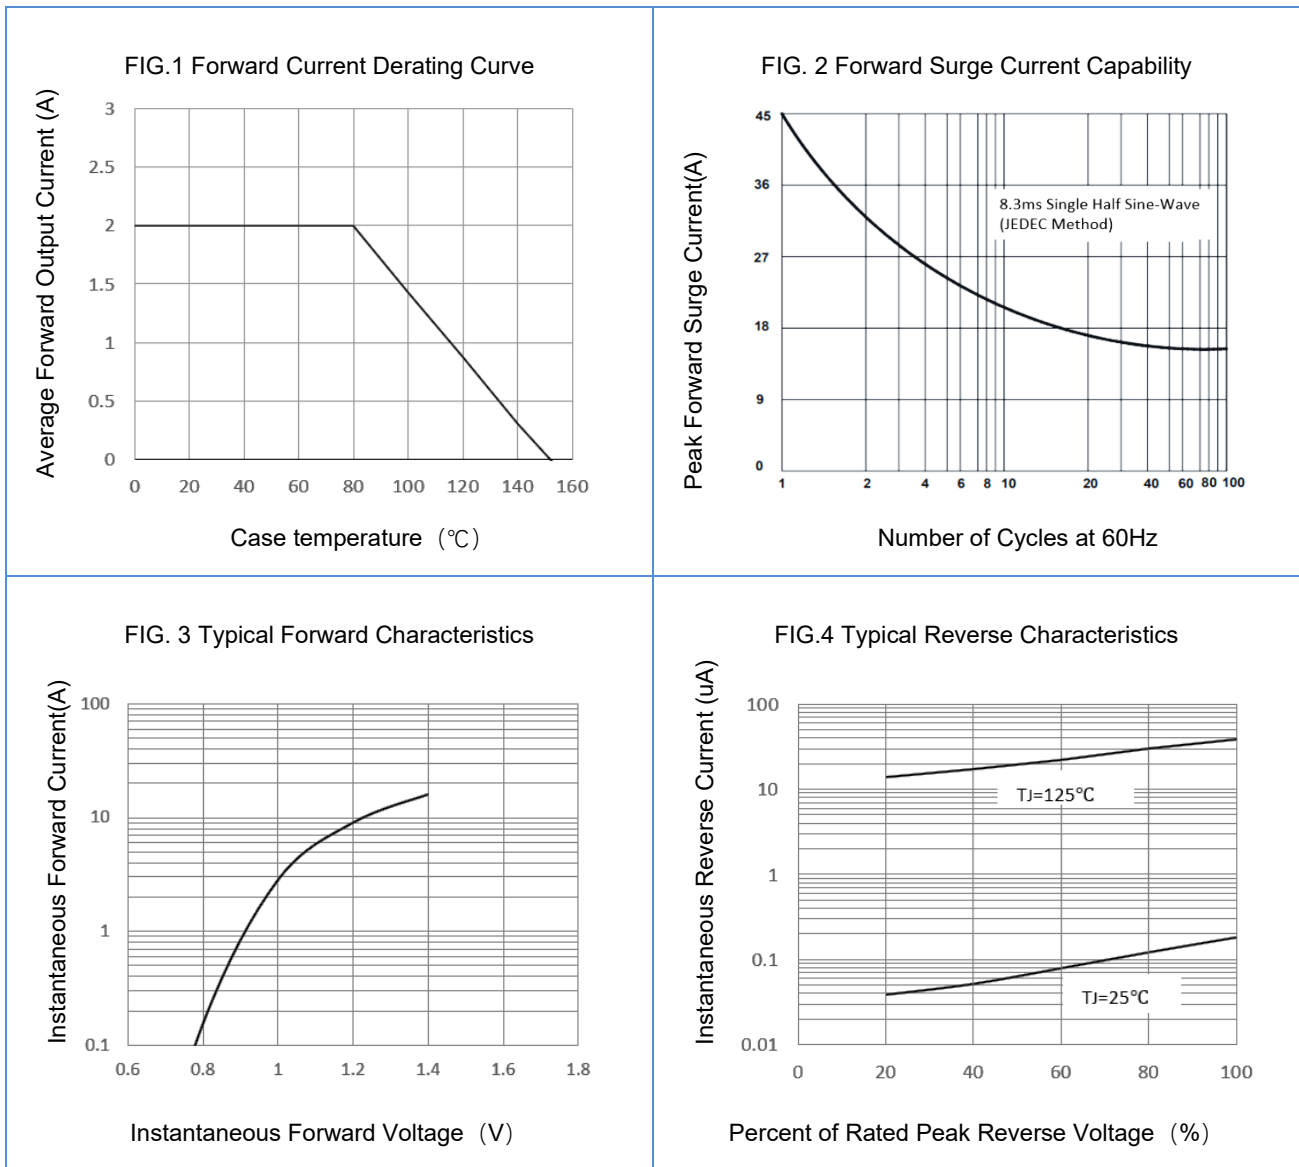 FIG.1 Forward Current Derating Curve
Average Forward Output Current (A)
3
2.5
2
1.5
1
0.5
0
0 20 40 60 80 100 120 140 160
Case temperature（℃）
FIG. 2 Forward Surge Current Capability
Peak Forward Surge Current(A)
45
36
27
18
9
0
8.3ms Single Half Sine-Wave
(JEDEC Method)
1 2 4 6 8 10 20 40 60 80 100
Number of Cycles at 60Hz
FIG. 3 Typical Forward Characteristics
Instantaneous Forward Current(A)
100
10
1
0.1
0.6 0.8 1 1.2 1.4 1.6 1.8
Instantaneous Forward Voltage（V）
FIG.4 Typical Reverse Characteristics
Instantaneous Reverse Current (uA)
100
10
1
0.1
0.01
TJ=125℃
TJ=25℃
0 20 40 60 80 100
Percent of Rated Peak Reverse Voltage（%）